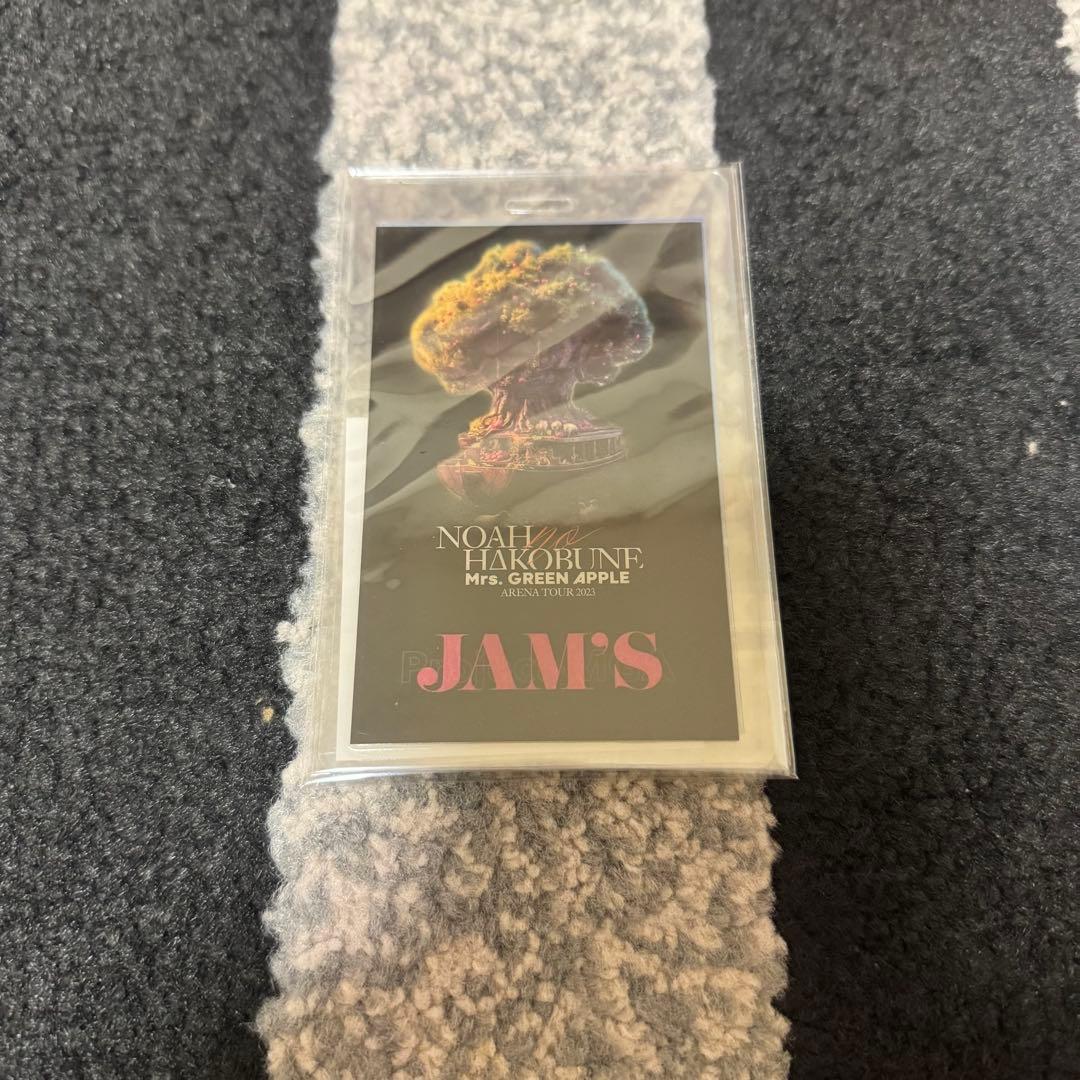 NOAH no
HAKOBUNE
Mrs. GREEN APPLE
ARENA TOUR 2023
JAM'S